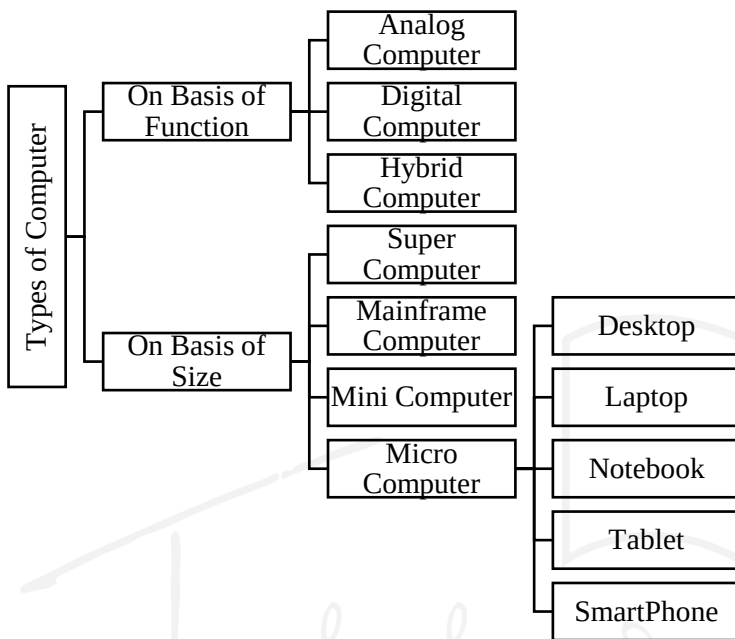 Types of Computer
On Basis of
Function
Analog
Computer
Digital
Computer
Hybrid
Computer
On Basis of
Size
Super
Computer
Mainframe
Computer
Mini Computer
Micro
Computer
Desktop
Laptop
Notebook
Tablet
SmartPhone